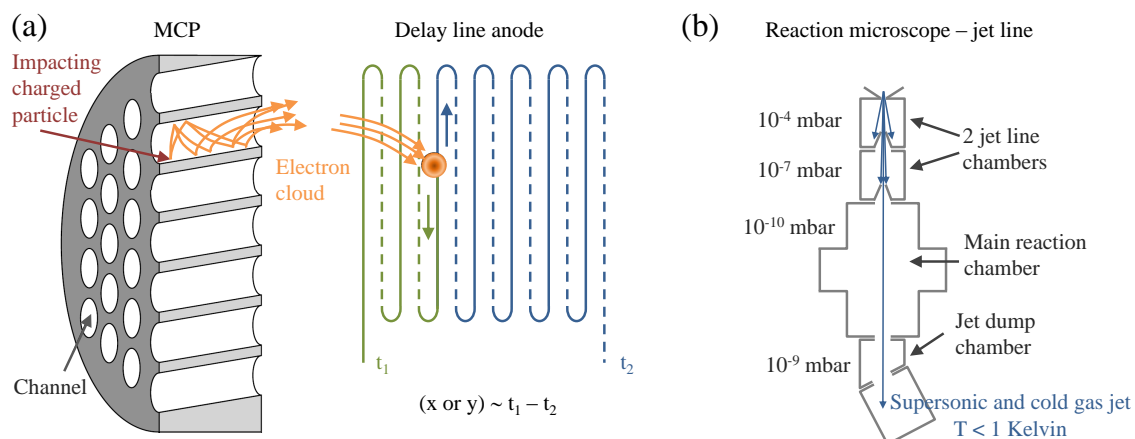 (a)
MCP
Delay line anode
Impacting
charged
particle
Electron
cloud
Channel
t₁
t₂
(x or y) ~ t₁ – t₂
(b)
Reaction microscope – jet line
10⁻⁴ mbar
2 jet line
chambers
10⁻⁷ mbar
10⁻¹⁰ mbar
Main reaction
chamber
Jet dump
chamber
10⁻⁹ mbar
Supersonic and cold gas jet
T < 1 Kelvin